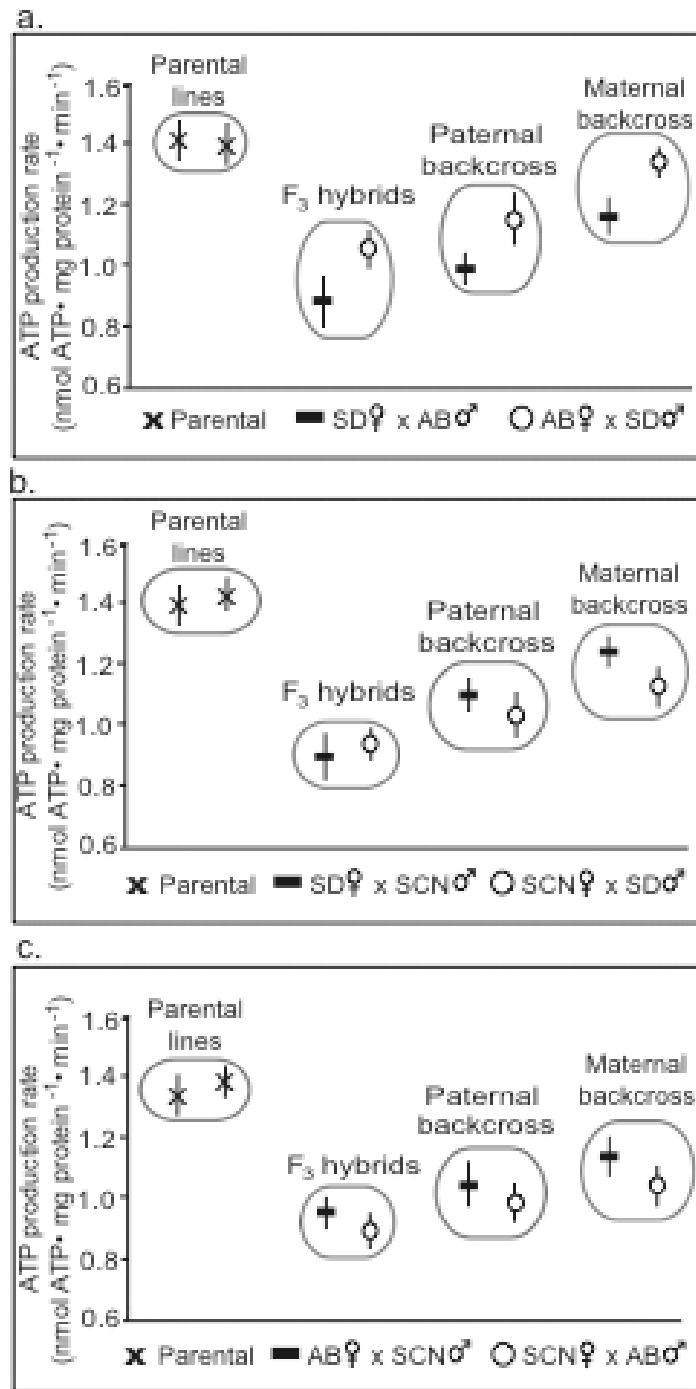 a.
Parental
lines
Maternal
backcross
Paternal
backcross
F₃ hybrids
1.6
1.4
1.2
1.0
0.8
0.6
ATP production rate
(nmol ATP• mg protein ⁻¹• min⁻¹)
x Parental ▬ SD♀ x AB♂ O AB♀ x SD♂
b.
Parental
lines
Maternal
backcross
Paternal
backcross
F₃ hybrids
1.6
1.4
1.2
1.0
0.8
0.6
ATP production rate
(nmol ATP• mg protein ⁻¹• min⁻¹)
x Parental ▬ SD♀ x SCN♂ O SCN♀ x SD♂
c.
Parental
lines
Maternal
backcross
Paternal
backcross
F₃ hybrids
1.6
1.4
1.2
1.0
0.8
0.6
ATP production rate
(nmol ATP• mg protein ⁻¹• min⁻¹)
x Parental ▬ AB♀ x SCN♂ O SCN♀ x AB♂